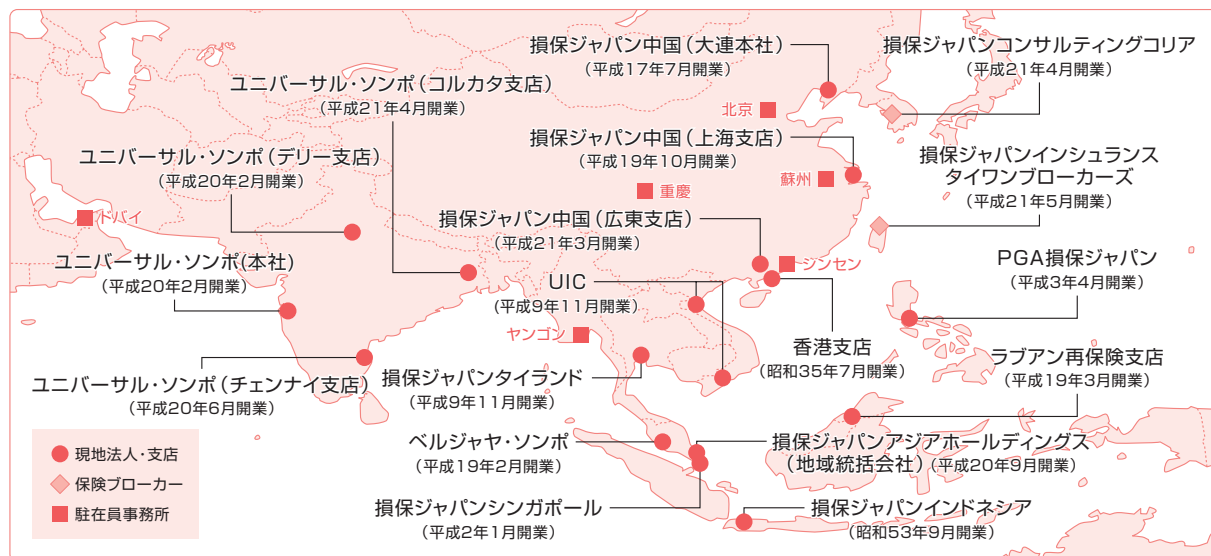 損保ジャパン中国（大連本社）
（平成17年7月開業）
損保ジャパンコンサルティングコリア
（平成21年4月開業）
ユニバーサル・ソンポ（コルカタ支店）
（平成21年4月開業）
北京
損保ジャパン中国（上海支店）
（平成19年10月開業）
ユニバーサル・ソンポ（デリー支店）
（平成20年2月開業）
損保ジャパンインシュランス
タイワンブローカーズ
（平成21年5月開業）
蘇州
重慶
ドバイ
損保ジャパン中国（広東支店）
（平成21年3月開業）
ユニバーサル・ソンポ(本社)
（平成20年2月開業）
シンセン
PGA損保ジャパン
（平成3年4月開業）
UIC
（平成9年11月開業）
ヤンゴン
香港支店
（昭和35年7月開業）
ラブアン再保険支店
（平成19年3月開業）
ユニバーサル・ソンポ（チェンナイ支店）
（平成20年6月開業）
損保ジャパンタイランド
（平成9年11月開業）
ベルジャヤ・ソンポ
（平成19年2月開業）
損保ジャパンアジアホールディングス
（地域統括会社）（平成20年9月開業）
損保ジャパンシンガポール
（平成2年1月開業）
損保ジャパンインドネシア
（昭和53年9月開業）
現地法人・支店
保険ブローカー
駐在員事務所